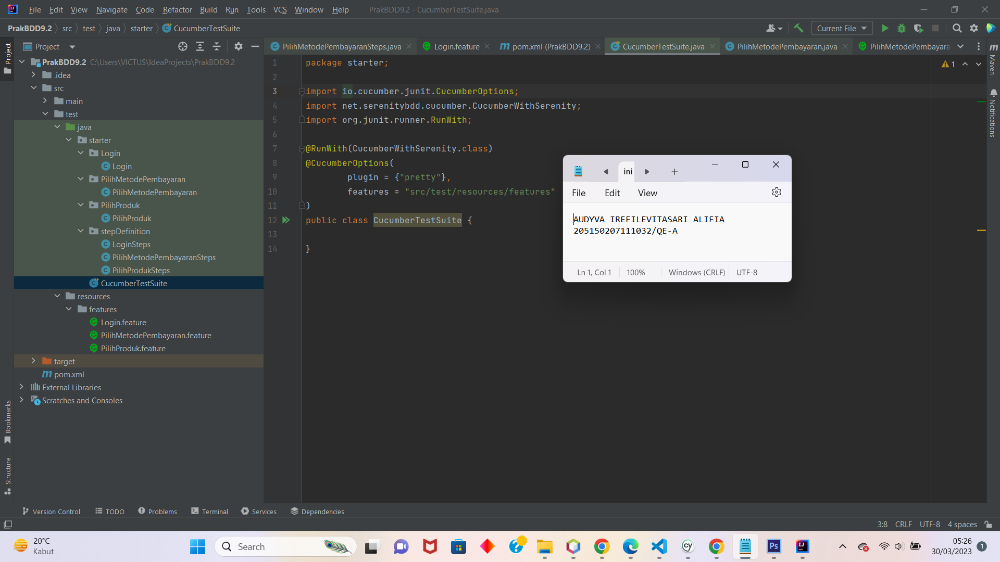 File Edit View Navigate Code Refactor Build Run Tools VCS Window Help PrakBDD9.2 - CucumberTestSuite.java
PrakBDD9.2 src test java starter CucumberTestSuite
Current File
Project
PilihMetodePembayaranSteps.java Login.feature pom.xml (PrakBDD9.2) CucumberTestSuite.java PilihMetodePembayaran.java PilihMetodePembayara
Project
PrakBDD9.2 C:\Users\VICTUS\IdeaProjects\PrakBDD9.2
.idea
src
main
test
java
starter
Login
Login
PilihMetodePembayaran
PilihMetodePembayaran
PilihProduk
PilihProduk
stepDefinition
LoginSteps
PilihMetodePembayaranSteps
PilihProdukSteps
CucumberTestSuite
resources
features
Login.feature
PilihMetodePembayaran.feature
PilihProduk.feature
target
pom.xml
External Libraries
Scratches and Consoles
Bookmarks
Structure
1 package starter;
2
3 import io.cucumber.junit.CucumberOptions;
4 import net.serenitybdd.cucumber.CucumberWithSerenity;
5 import org.junit.runner.RunWith;
6
7 @RunWith(CucumberWithSerenity.class)
8 @CucumberOptions(
9 plugin = {"pretty"},
10 features = "src/test/resources/features"
11 )
12 public class CucumberTestSuite {
13
14 }
1
Maven
Notifications
ini
File Edit View
AUDYVA IREFILEVITASARI ALIFIA
205150207111032/QE-A
Ln 1, Col 1 100% Windows (CRLF) UTF-8
Version Control TODO Problems Terminal Services Dependencies
3:8 CRLF UTF-8 4 spaces
20°C
Kabut
Search
cy
Ps
IJ
05:26
30/03/2023
1